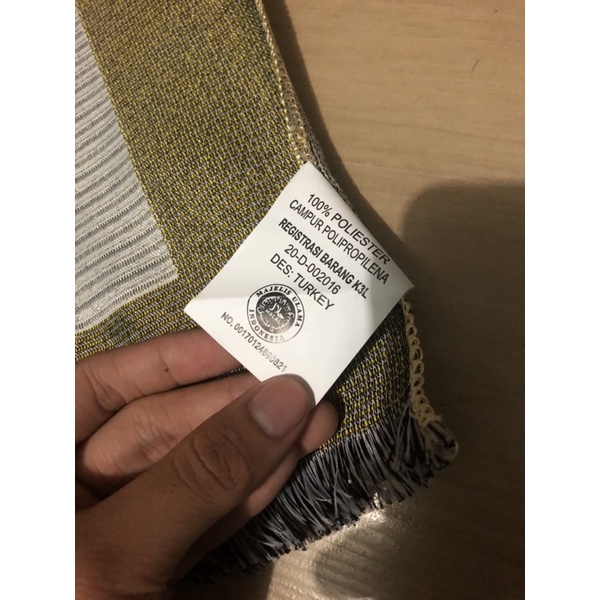 100% POLIESTER
CAMPUR POLIPROPILENA
REGISTRASI BARANG K3L
20-D-002016
DES: TURKEY
MAJELIS ULAMA
INDONESIA